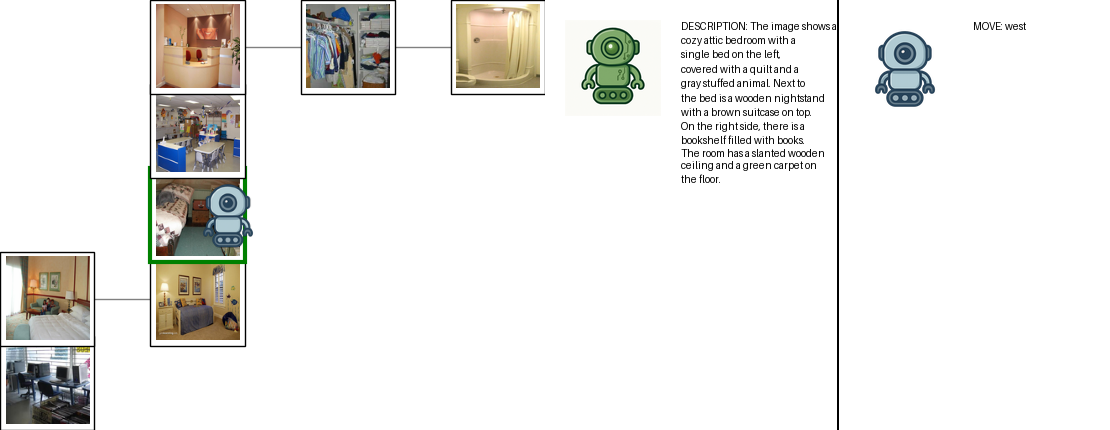 DESCRIPTION: The image shows a
cozy attic bedroom with a
single bed on the left,
covered with a quilt and a
gray stuffed animal. Next to
the bed is a wooden nightstand
with a brown suitcase on top.
On the right side, there is a
bookshelf filled with books.
The room has a slanted wooden
ceiling and a green carpet on
the floor.
MOVE: west